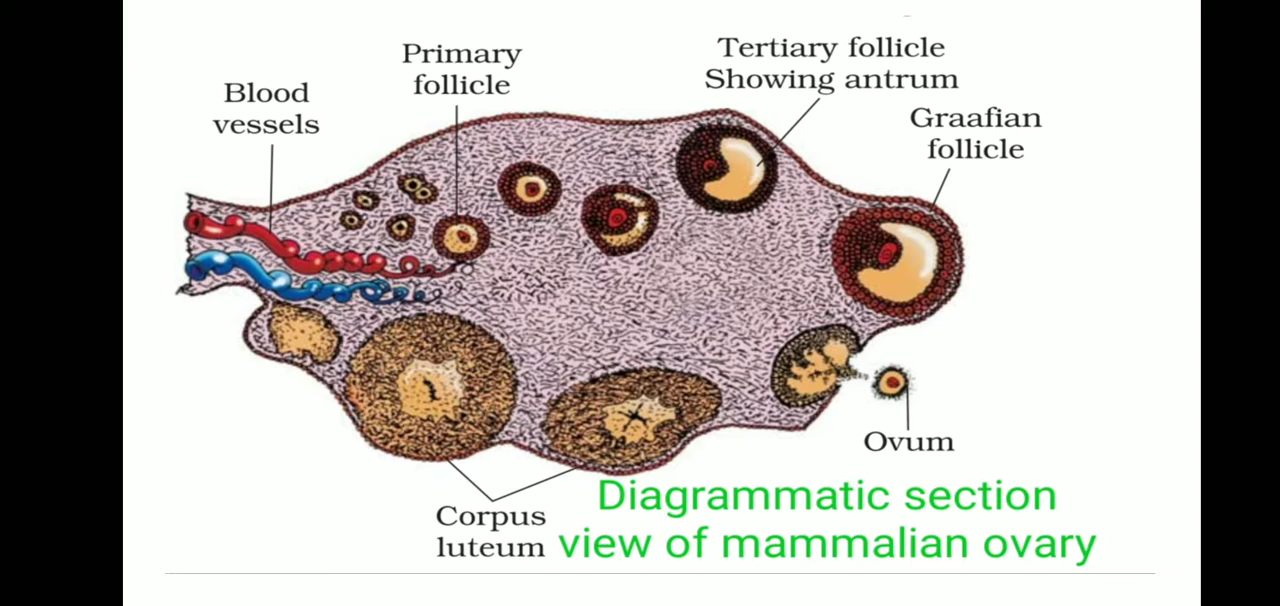 Primary
follicle
Tertiary follicle
Showing antrum
Blood
vessels
Graafian
follicle
Ovum
Corpus
luteum
Diagrammatic section
view of mammalian ovary